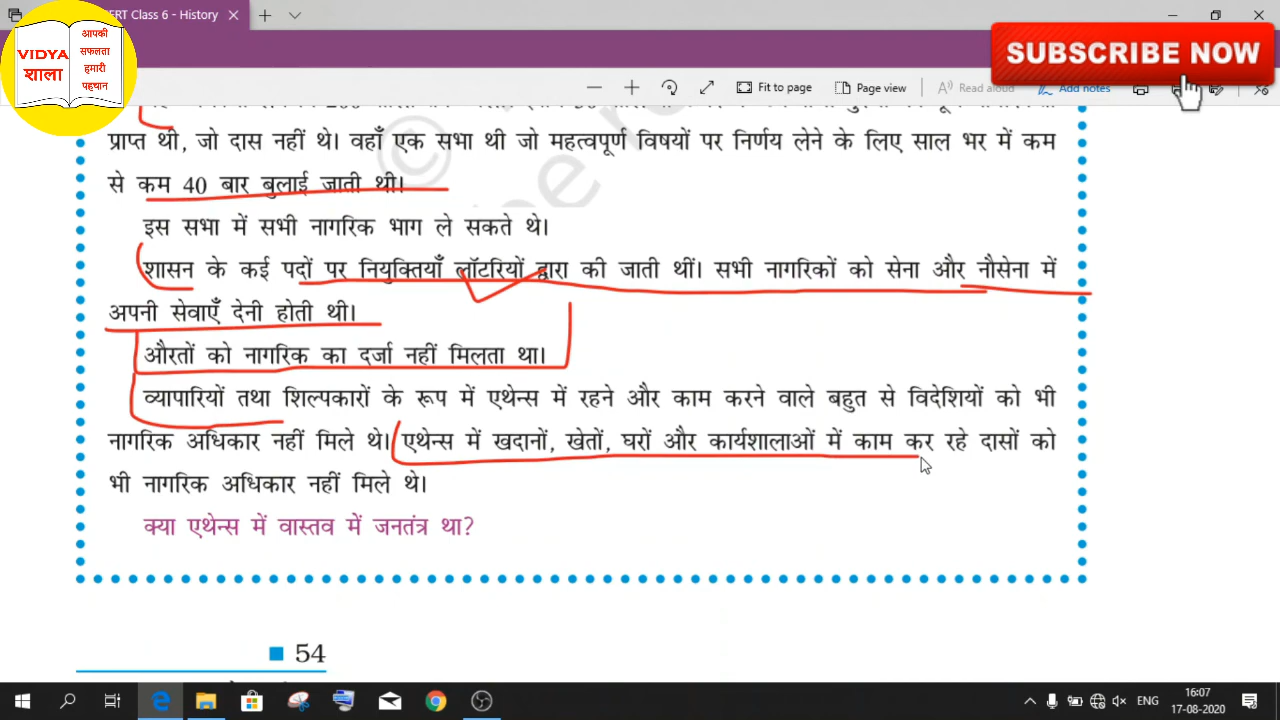 ERT Class 6 - History
VIDYA
शाला
आपकी
सफलता
हमारी
पहचान
SUBSCRIBE NOW
Fit to page
Page view
Read aloud
Add notes
प्राप्त थी, जो दास नहीं थे। वहाँ एक सभा थी जो महत्वपूर्ण विषयों पर निर्णय लेने के लिए साल भर में कम
से कम 40 बार बुलाई जाती थी।
इस सभा में सभी नागरिक भाग ले सकते थे।
शासन के कई पदों पर नियुक्तियाँ लॉटरियों द्वारा की जाती थीं। सभी नागरिकों को सेना और नौसेना में
अपनी सेवाएँ देनी होती थी।
औरतों को नागरिक का दर्जा नहीं मिलता था।
व्यापारियों तथा शिल्पकारों के रूप में एथेन्स में रहने और काम करने वाले बहुत से विदेशियों को भी
नागरिक अधिकार नहीं मिले थे। एथेन्स में खदानों, खेतों, घरों और कार्यशालाओं में काम कर रहे दासों को
भी नागरिक अधिकार नहीं मिले थे।
क्या एथेन्स में वास्तव में जनतंत्र था?
54
ENG
16:07
17-08-2020